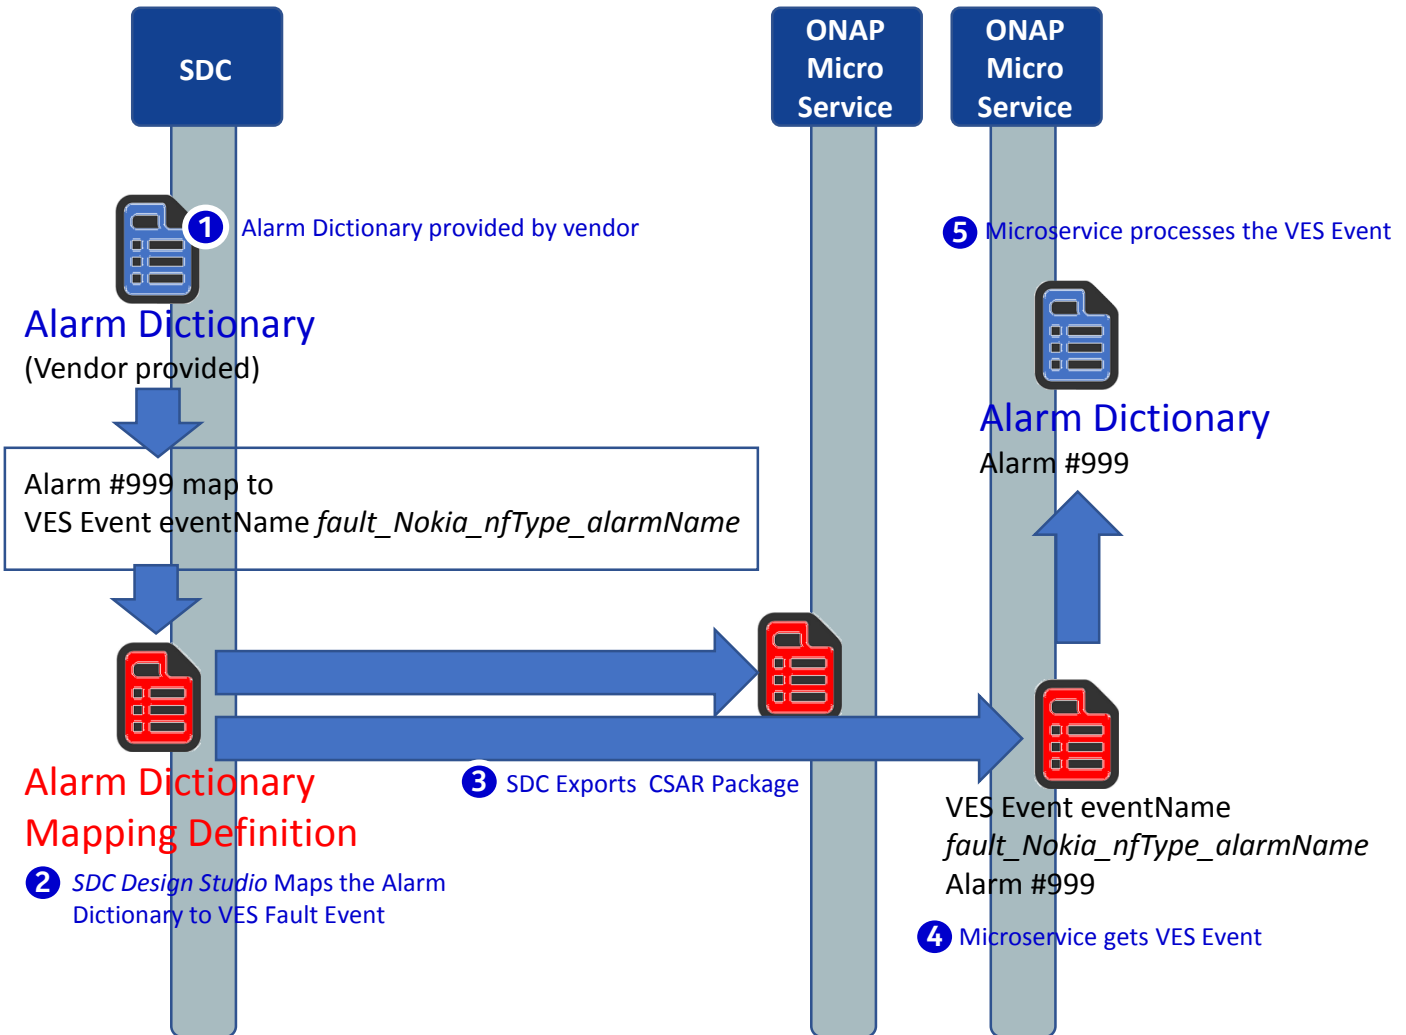 SDC
ONAP
Micro
Service
ONAP
Micro
Service
1 Alarm Dictionary provided by vendor
5 Microservice processes the VES Event
Alarm Dictionary
(Vendor provided)
Alarm Dictionary
Alarm #999
Alarm #999 map to
VES Event eventName fault_Nokia_nfType_alarmName
Alarm Dictionary
Mapping Definition
3 SDC Exports CSAR Package
2 SDC Design Studio Maps the Alarm
Dictionary to VES Fault Event
VES Event eventName
fault_Nokia_nfType_alarmName
Alarm #999
4 Microservice gets VES Event